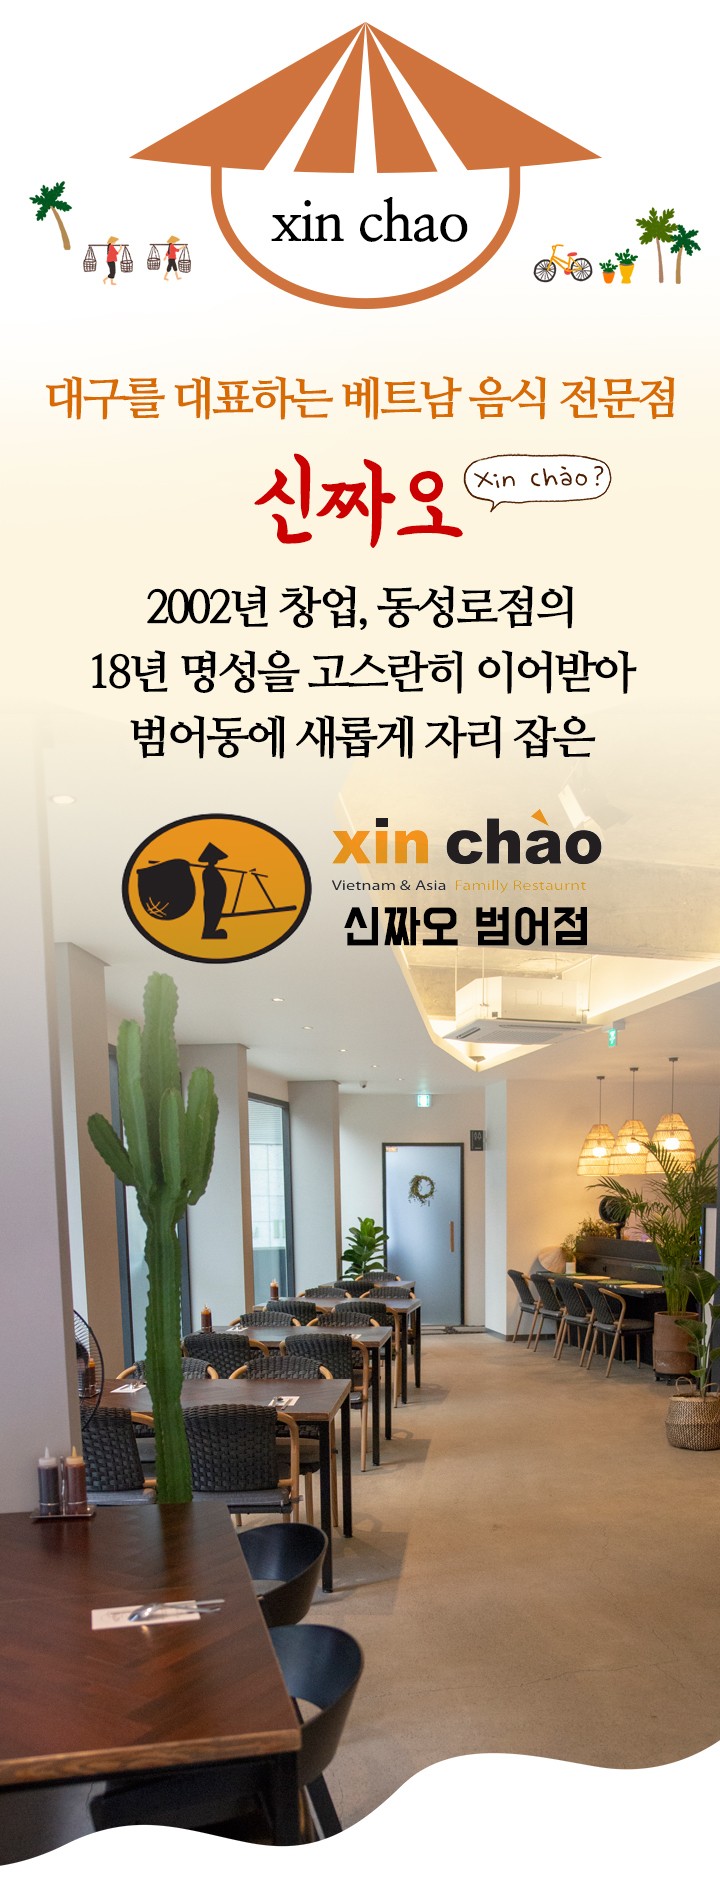 xin chao
대구를 대표하는 베트남 음식 전문점
신짜오
xin chào?
2002년 창업, 동성로점의
18년 명성을 고스란히 이어받아
범어동에 새롭게 자리 잡은
xin chào
Vietnam & Asia Familly Restaurnt
신짜오 범어점